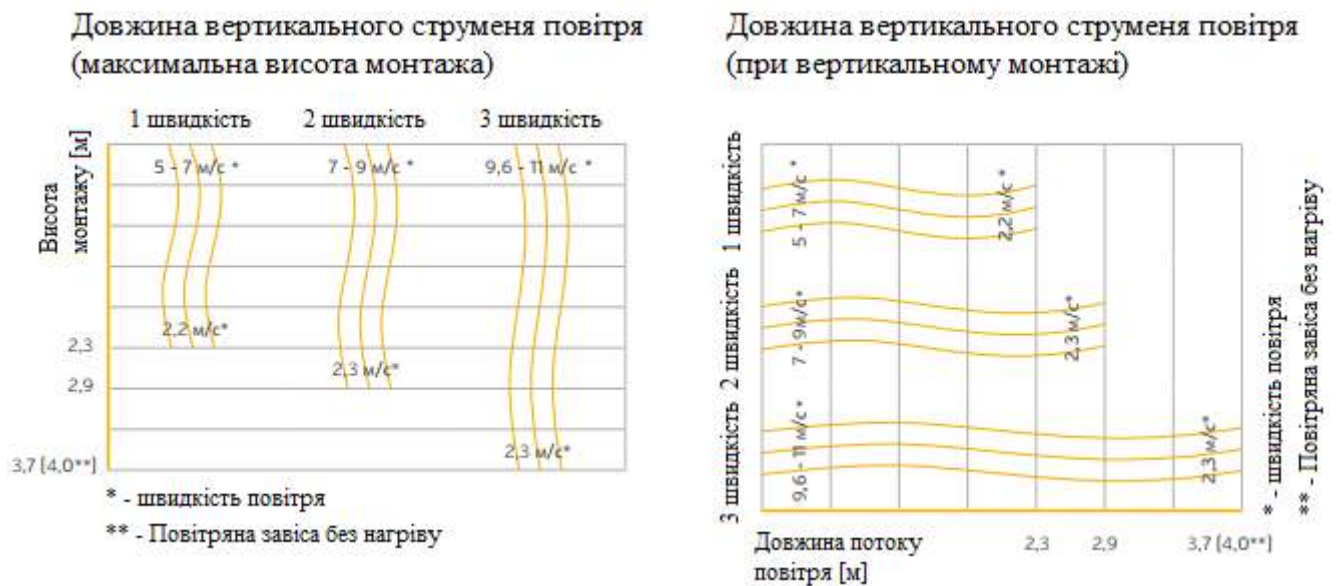 Довжина вертикального струменя повітря
(максимальна висота монтажа)
1 швидкість 2 швидкість 3 швидкість
Висота
монтажу [м]
5 - 7 м/с * 7 - 9 м/с * 9,6 - 11 м/с *
2,2 м/с*
2,3
2,3 м/с*
2,9
2,3 м/с*
3,7 (4,0**)
* - швидкість повітря
** - Повітряна завіса без нагріву
Довжина вертикального струменя повітря
(при вертикальному монтажі)
1 швидкість
5 - 7 м/с *
2,2 м/с *
2 швидкість
7 - 9м/с*
2,3м/с*
3 швидкість
9,6 - 11 м/с*
2,3 м/с*
* - швидкість повітря
** - Повітряна завіса без нагріву
Довжина потоку
повітря [м]
2,3 2,9 3,7 (4,0**)